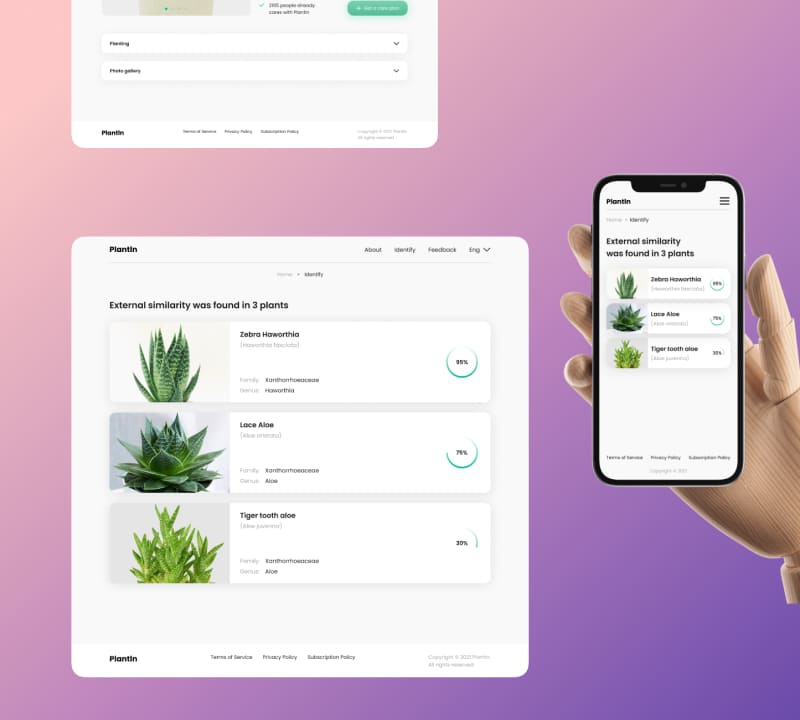 2185 people already
cares with Plantin
+ Get a care plan
Planting
Photo gallery
PlantIn
Terms of Service Privacy Policy Subscription Policy
Copyright © 2021 PlantIn.
All rights reserved
PlantIn
About Identify Feedback Eng
Home • Identify
External similarity was found in 3 plants
Zebra Haworthia
(Haworthia fasciata)
Family: Xanthorrhoeaceae
Genus: Haworthia
95%
Lace Aloe
(Aloe aristata)
Family: Xanthorrhoeaceae
Genus: Aloe
75%
Tiger tooth aloe
(Aloe juvenna)
Family: Xanthorrhoeaceae
Genus: Aloe
30%
PlantIn
Terms of Service Privacy Policy Subscription Policy
Copyright © 2021 PlantIn.
All rights reserved
PlantIn
Home • Identify
External similarity
was found in 3 plants
Zebra Haworthia
(Haworthia fasciata)
95%
Lace Aloe
(Aloe aristata)
75%
Tiger tooth aloe
(Aloe juvenna)
30%
Terms of Service Privacy Policy Subscription Policy
Copyright © 2021